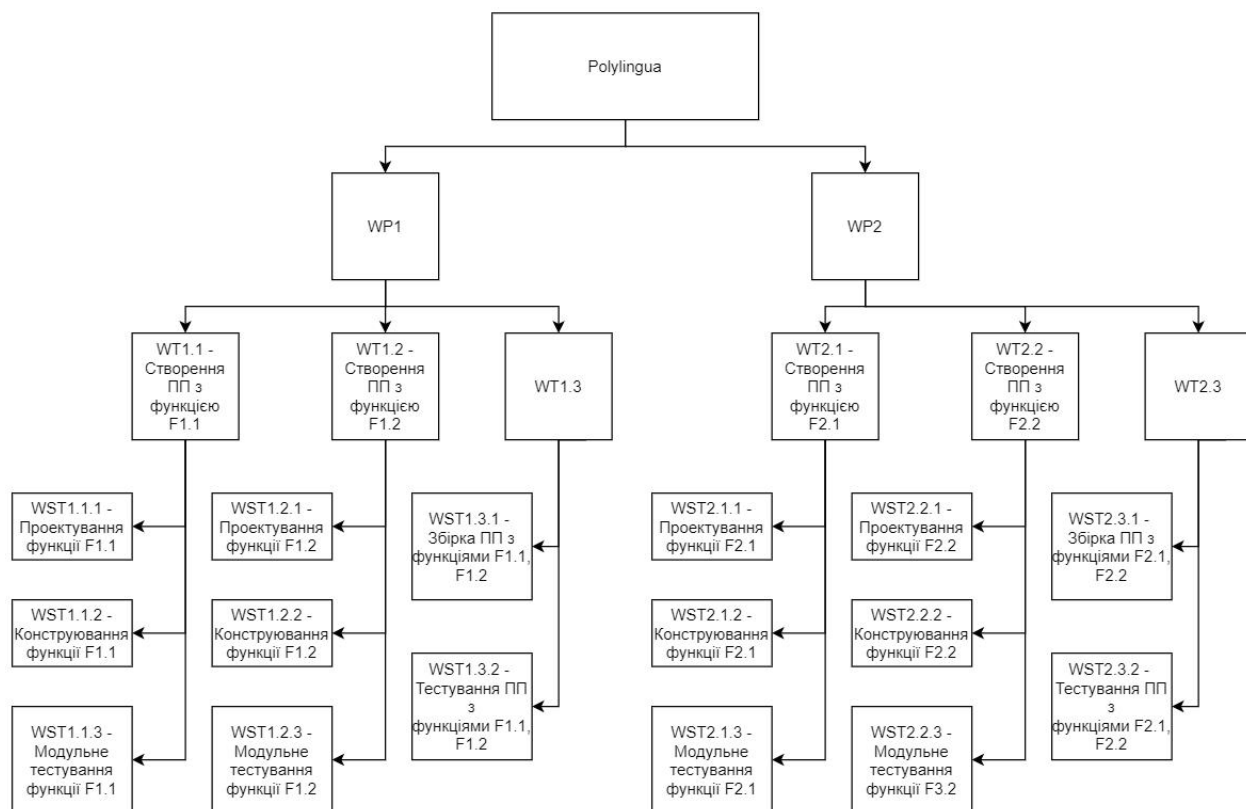 Polylingua
WP1
WP2
WT1.1 -
Створення
ПП з
функцією
F1.1
WT1.2 -
Створення
ПП з
функцією
F1.2
WT1.3
WT2.1 -
Створення
ПП з
функцією
F2.1
WT2.2 -
Створення
ПП з
функцією
F2.2
WT2.3
WST1.1.1 -
Проектування
функції F1.1
WST1.2.1 -
Проектування
функції F1.2
WST1.3.1 -
Збірка ПП з
функціями F1.1,
F1.2
WST2.1.1 -
Проектування
функції F2.1
WST2.2.1 -
Проектування
функції F2.2
WST2.3.1 -
Збірка ПП з
функціями F2.1,
F2.2
WST1.1.2 -
Конструювання
функції F1.1
WST1.2.2 -
Конструювання
функції F1.2
WST2.1.2 -
Конструювання
функції F2.1
WST2.2.2 -
Конструювання
функції F2.2
WST1.3.2 -
Тестування ПП
з
функціями F1.1,
F1.2
WST2.3.2 -
Тестування ПП
з
функціями F2.1,
F2.2
WST1.1.3 -
Модульне
тестування
функції F1.1
WST1.2.3 -
Модульне
тестування
функції F1.2
WST2.1.3 -
Модульне
тестування
функції F2.1
WST2.2.3 -
Модульне
тестування
функції F3.2